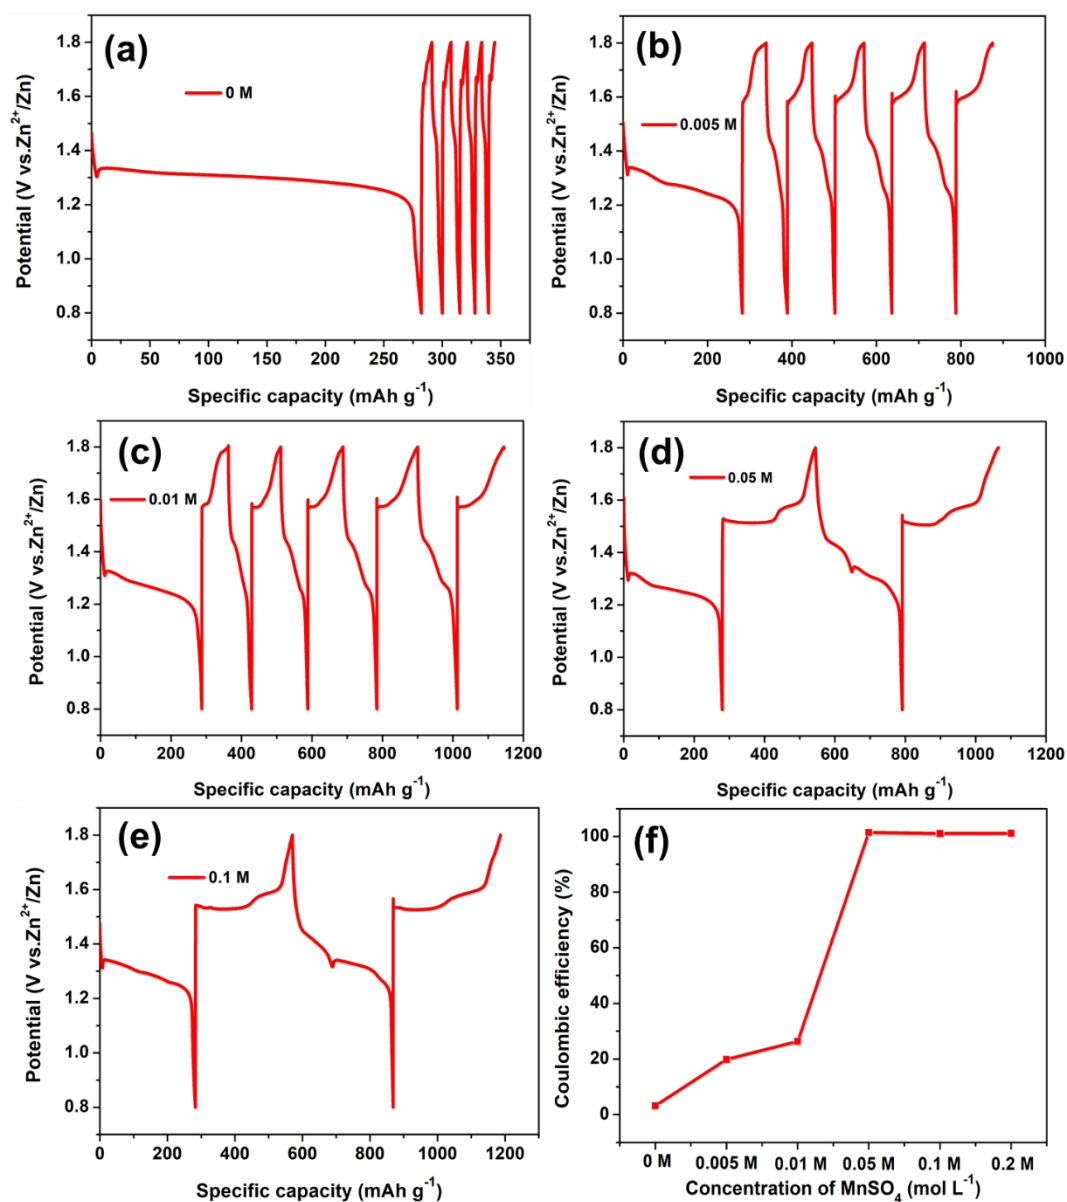 (a)
0 M
1.8
1.6
1.4
1.2
1.0
0.8
0
50
100
150
200
250
300
350
Potential (V vs.Zn²⁺/Zn)
Specific capacity (mAh g⁻¹)
(b)
0.005 M
1.8
1.6
1.4
1.2
1.0
0.8
0
200
400
600
800
1000
Potential (V vs.Zn²⁺/Zn)
Specific capacity (mAh g⁻¹)
(c)
0.01 M
1.8
1.6
1.4
1.2
1.0
0.8
0
200
400
600
800
1000
1200
Potential (V vs.Zn²⁺/Zn)
Specific capacity (mAh g⁻¹)
(d)
0.05 M
1.8
1.6
1.4
1.2
1.0
0.8
0
200
400
600
800
1000
1200
Potential (V vs.Zn²⁺/Zn)
Specific capacity (mAh g⁻¹)
(e)
0.1 M
1.8
1.6
1.4
1.2
1.0
0.8
0
200
400
600
800
1000
1200
Potential (V vs.Zn²⁺/Zn)
Specific capacity (mAh g⁻¹)
(f)
100
80
60
40
20
0
0 M
0.005 M
0.01 M
0.05 M
0.1 M
0.2 M
Coulombic efficiency (%)
Concentration of MnSO₄ (mol L⁻¹)